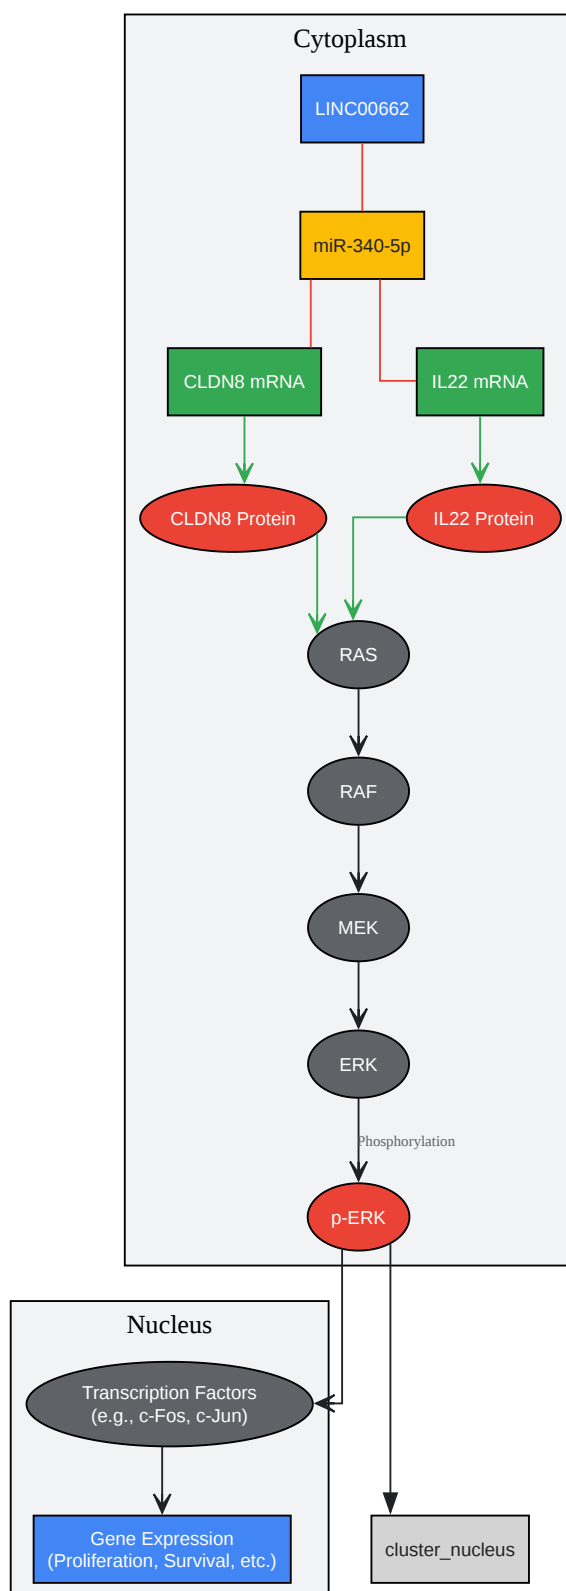 Cytoplasm
LINC00662
miR-340-5p
CLDN8 mRNA
IL22 mRNA
CLDN8 Protein
IL22 Protein
RAS
RAF
MEK
ERK
Phosphorylation
p-ERK
Nucleus
Transcription Factors
(e.g., c-Fos, c-Jun)
Gene Expression
(Proliferation, Survival, etc.)
cluster_nucleus